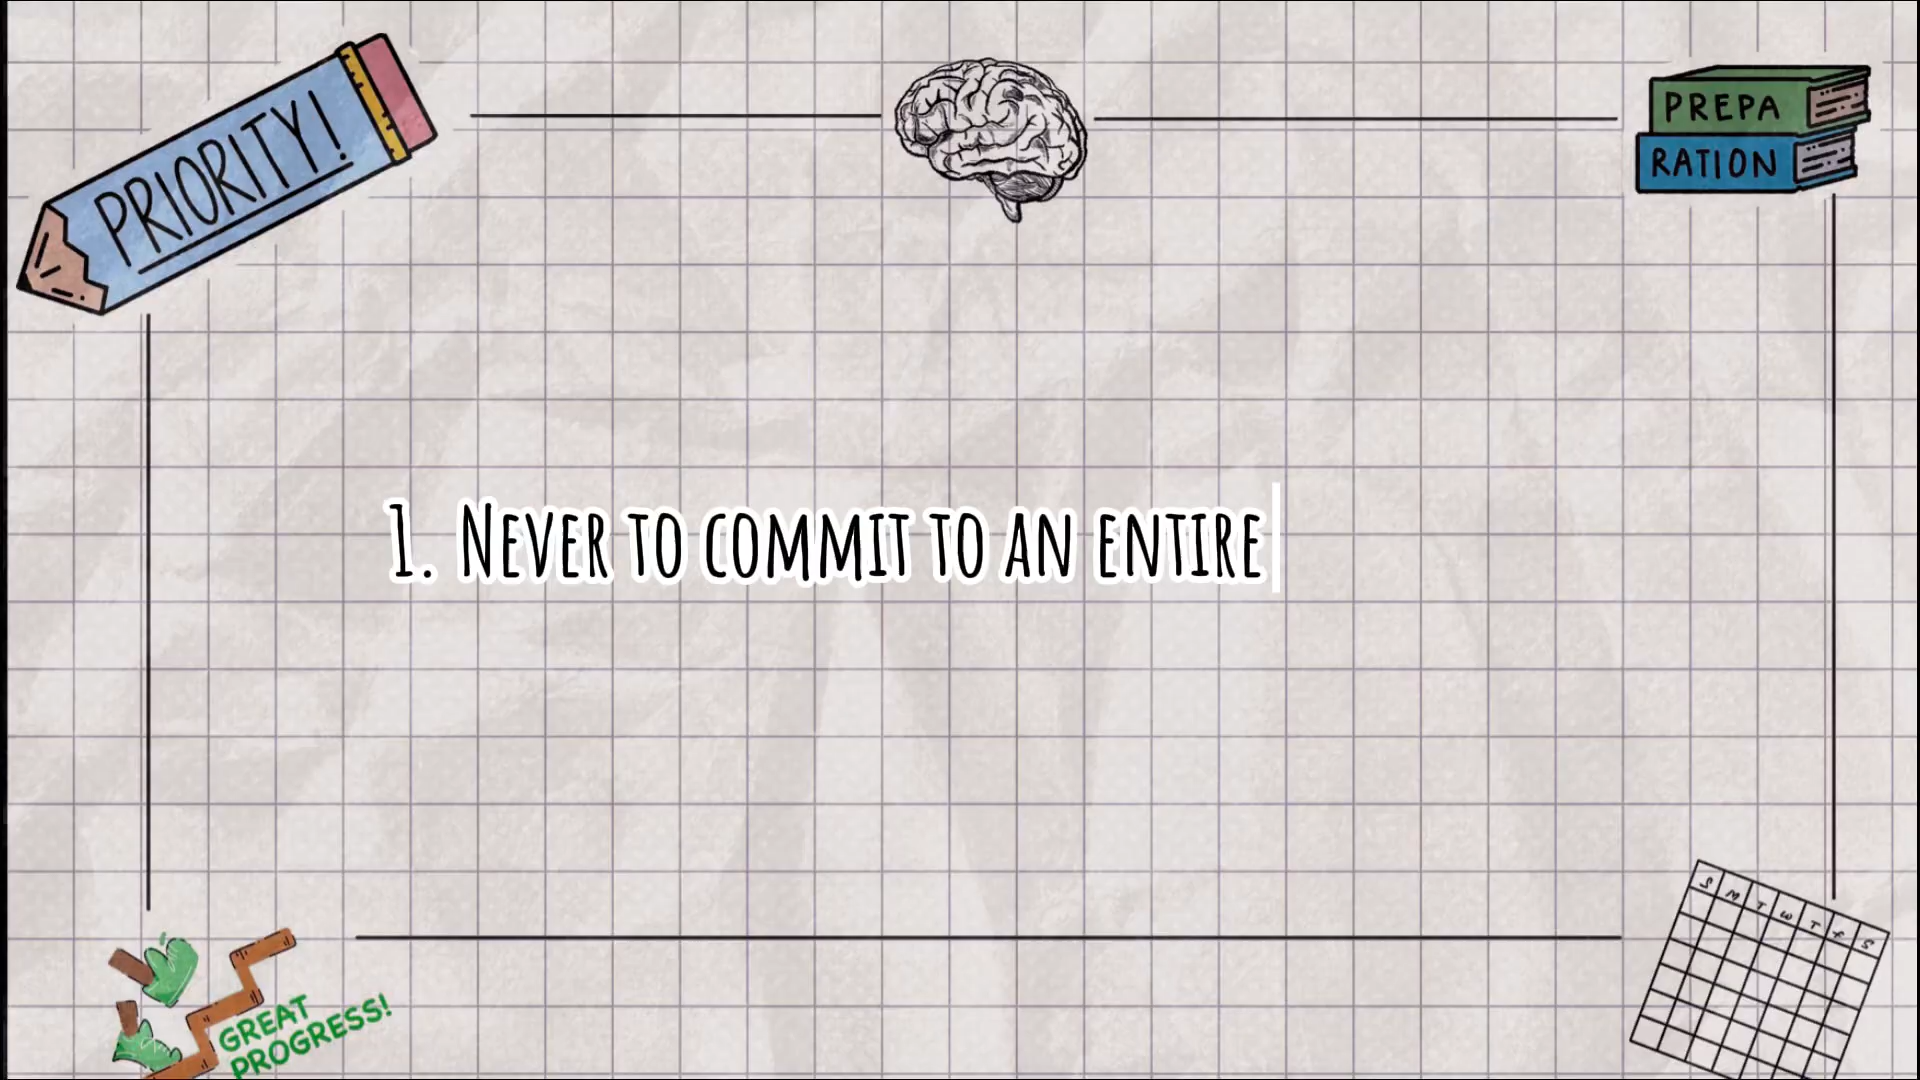 PRIORITY!
PREPA
RATION
1. Never to commit to an entire
S M T W T F S
GREAT
PROGRESS!